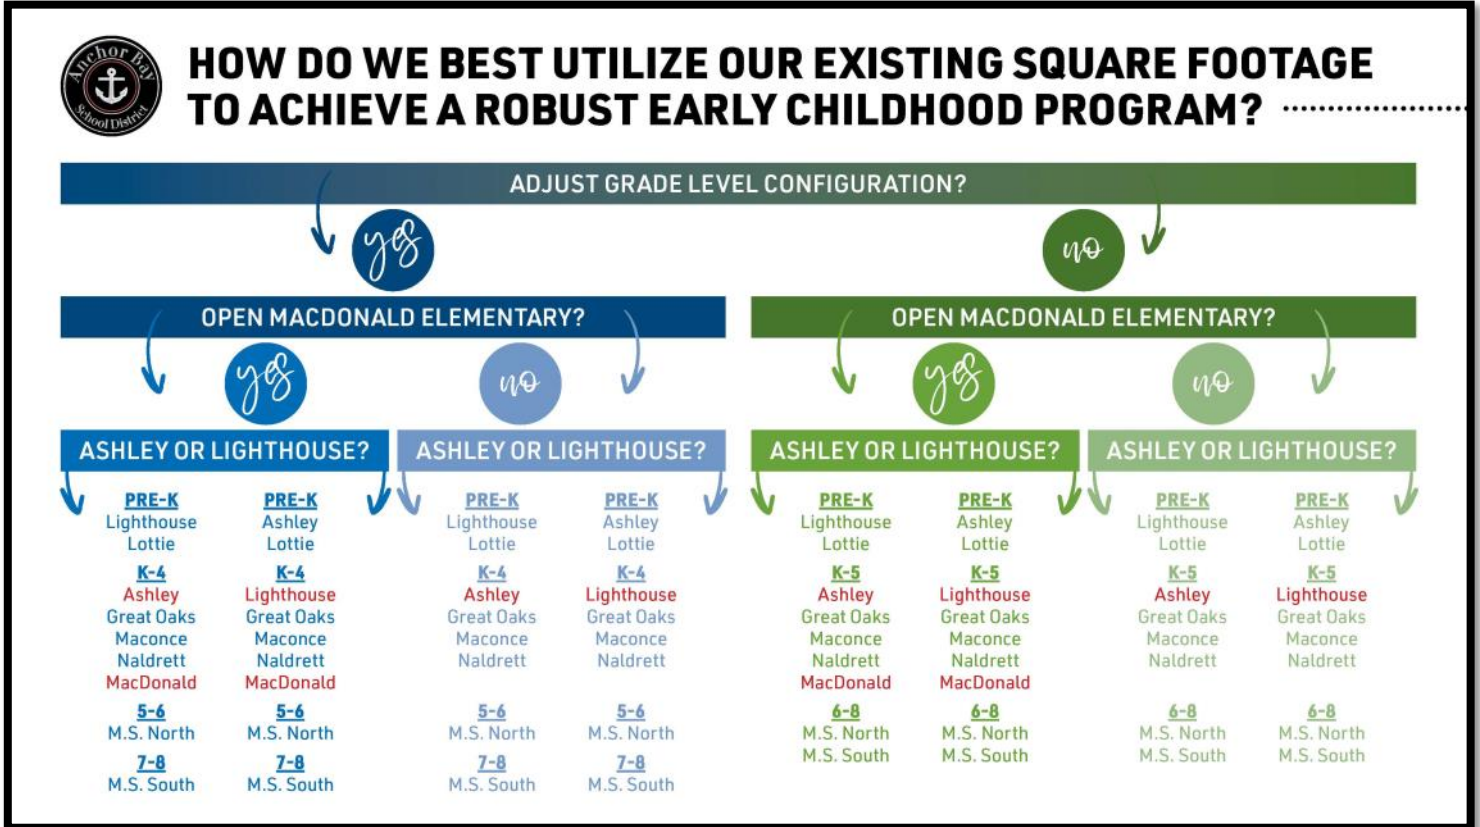 Anchor Bay
School District
HOW DO WE BEST UTILIZE OUR EXISTING SQUARE FOOTAGE
TO ACHIEVE A ROBUST EARLY CHILDHOOD PROGRAM?
ADJUST GRADE LEVEL CONFIGURATION?
yes
no
OPEN MACDONALD ELEMENTARY?
yes
no
ASHLEY OR LIGHTHOUSE?
PRE-K
Lighthouse
Lottie
K-4
Ashley
Great Oaks
Maconce
Naldrett
MacDonald
5-6
M.S. North
7-8
M.S. South
PRE-K
Ashley
Lottie
K-4
Lighthouse
Great Oaks
Maconce
Naldrett
MacDonald
5-6
M.S. North
7-8
M.S. South
ASHLEY OR LIGHTHOUSE?
PRE-K
Lighthouse
Lottie
K-4
Ashley
Great Oaks
Maconce
Naldrett
5-6
M.S. North
7-8
M.S. South
PRE-K
Ashley
Lottie
K-4
Lighthouse
Great Oaks
Maconce
Naldrett
5-6
M.S. North
7-8
M.S. South
OPEN MACDONALD ELEMENTARY?
yes
no
ASHLEY OR LIGHTHOUSE?
PRE-K
Lighthouse
Lottie
K-5
Ashley
Great Oaks
Maconce
Naldrett
MacDonald
6-8
M.S. North
M.S. South
PRE-K
Ashley
Lottie
K-5
Lighthouse
Great Oaks
Maconce
Naldrett
MacDonald
6-8
M.S. North
M.S. South
ASHLEY OR LIGHTHOUSE?
PRE-K
Lighthouse
Lottie
K-5
Ashley
Great Oaks
Maconce
Naldrett
6-8
M.S. North
M.S. South
PRE-K
Ashley
Lottie
K-5
Lighthouse
Great Oaks
Maconce
Naldrett
6-8
M.S. North
M.S. South